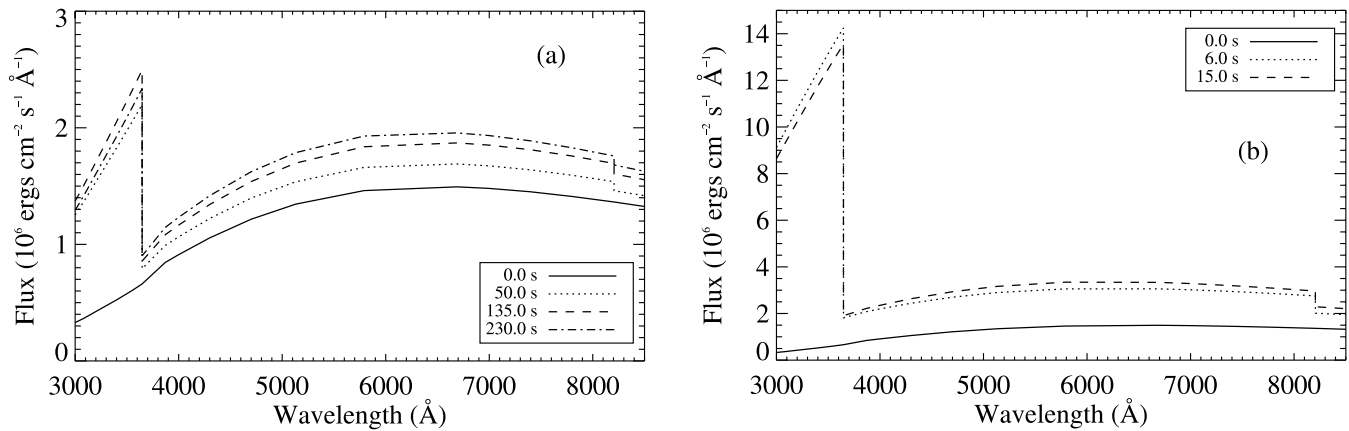 (a)
Flux (10⁶ ergs cm⁻² s⁻¹ Å⁻¹)
3
2
1
0
0.0 s
50.0 s
135.0 s
230.0 s
3000 4000 5000 6000 7000 8000
Wavelength (Å)
(b)
Flux (10⁶ ergs cm⁻² s⁻¹ Å⁻¹)
14
12
10
8
6
4
2
0
0.0 s
6.0 s
15.0 s
3000 4000 5000 6000 7000 8000
Wavelength (Å)